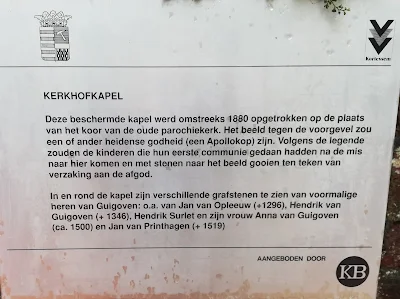 Kortessem
KERKHOFKAPEL
Deze beschermde kapel werd omstreeks 1880 opgetrokken op de plaats
van het koor van de oude parochiekerk. Het beeld tegen de voorgevel zou
een of ander heidense godheid (een Apollokop) zijn. Volgens de legende
zouden de kinderen die hun eerste communie gedaan hadden na de mis
naar hier komen en met stenen naar het beeld gooien ten teken van
verzaking aan de afgod.
In en rond de kapel zijn verschillende grafstenen te zien van voormalige
heren van Guigoven: o.a. van Jan van Opleeuw (+1296), Hendrik van
Guigoven (+ 1346), Hendrik Surlet en zijn vrouw Anna van Guigoven
(ca. 1500) en Jan van Printhagen (+ 1519)
AANGEBODEN DOOR
KB